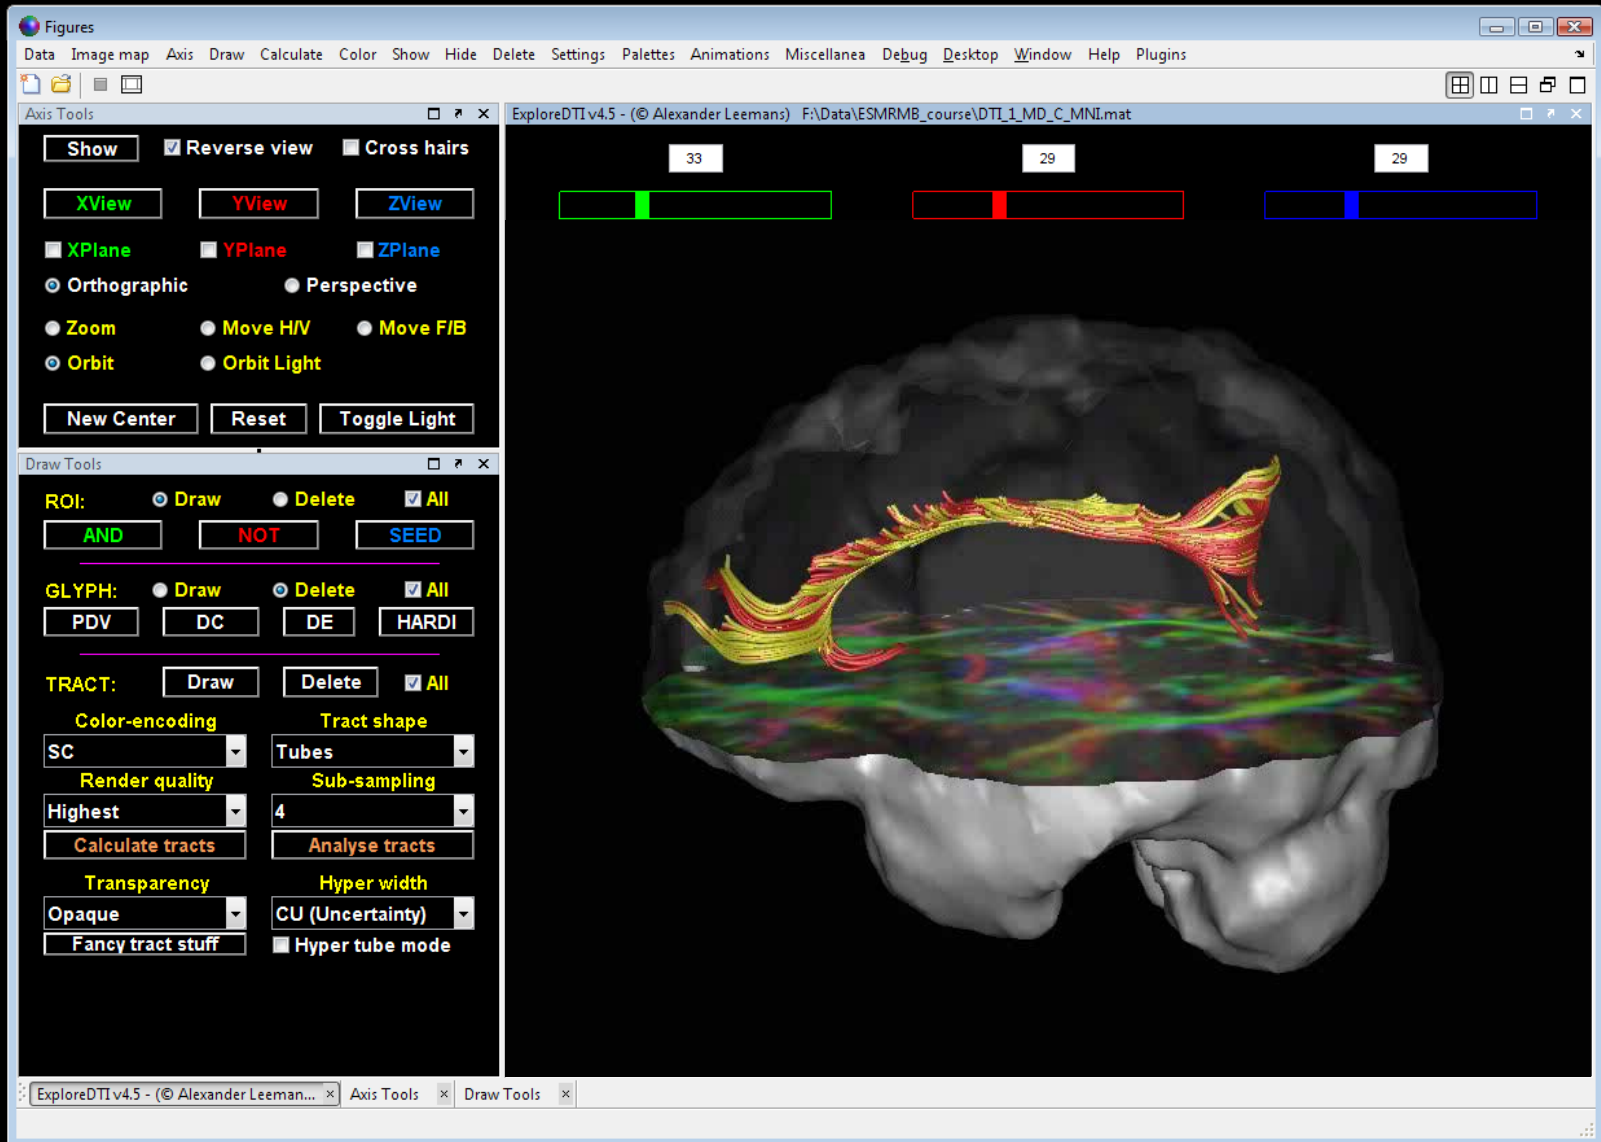 Figures
Data Image map Axis Draw Calculate Color Show Hide Delete Settings Palettes Animations Miscellanea Debug Desktop Window Help Plugins
Axis Tools
Show Reverse view Cross hairs
XView YView ZView
XPlane YPlane ZPlane
Orthographic Perspective
Zoom Move H/V Move F/B
Orbit Orbit Light
New Center Reset Toggle Light
Draw Tools
ROI: Draw Delete All
AND NOT SEED
GLYPH: Draw Delete All
PDV DC DE HARDI
TRACT: Draw Delete All
Color-encoding Tract shape
SC Tubes
Render quality Sub-sampling
Highest 4
Calculate tracts Analyse tracts
Transparency Hyper width
Opaque CU (Uncertainty)
Fancy tract stuff Hyper tube mode
ExploreDTI v4.5 - (© Alexander Leemans) F:\Data\ESMRMB_course\DTI_1_MD_C_MNI.mat
33 29 29
ExploreDTI v4.5 - (© Alexander Leeman... Axis Tools Draw Tools